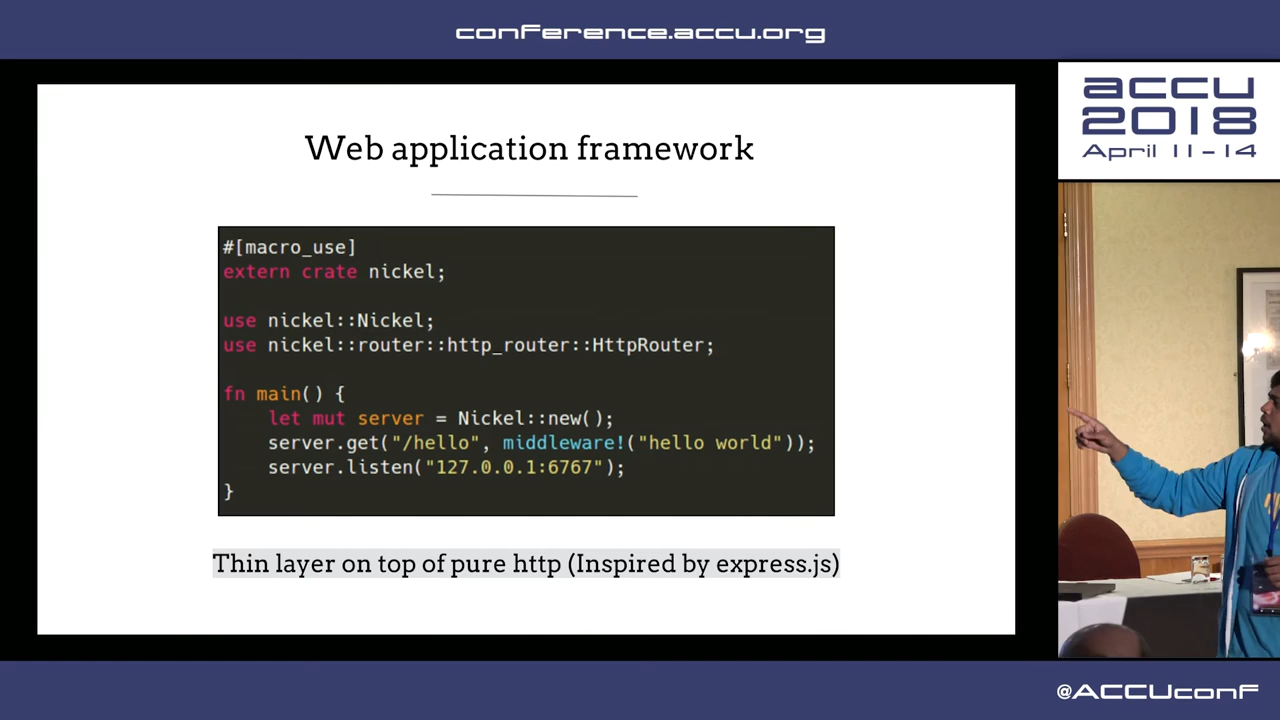 conference.accu.org
accu
2018
April 11-14
Web application framework
#[macro_use]
extern crate nickel;
use nickel::Nickel;
use nickel::router::http_router::HttpRouter;
fn main() {
    let mut server = Nickel::new();
    server.get("/hello", middleware!("hello world"));
    server.listen("127.0.0.1:6767");
}
Thin layer on top of pure http (Inspired by express.js)
@ACCUconf